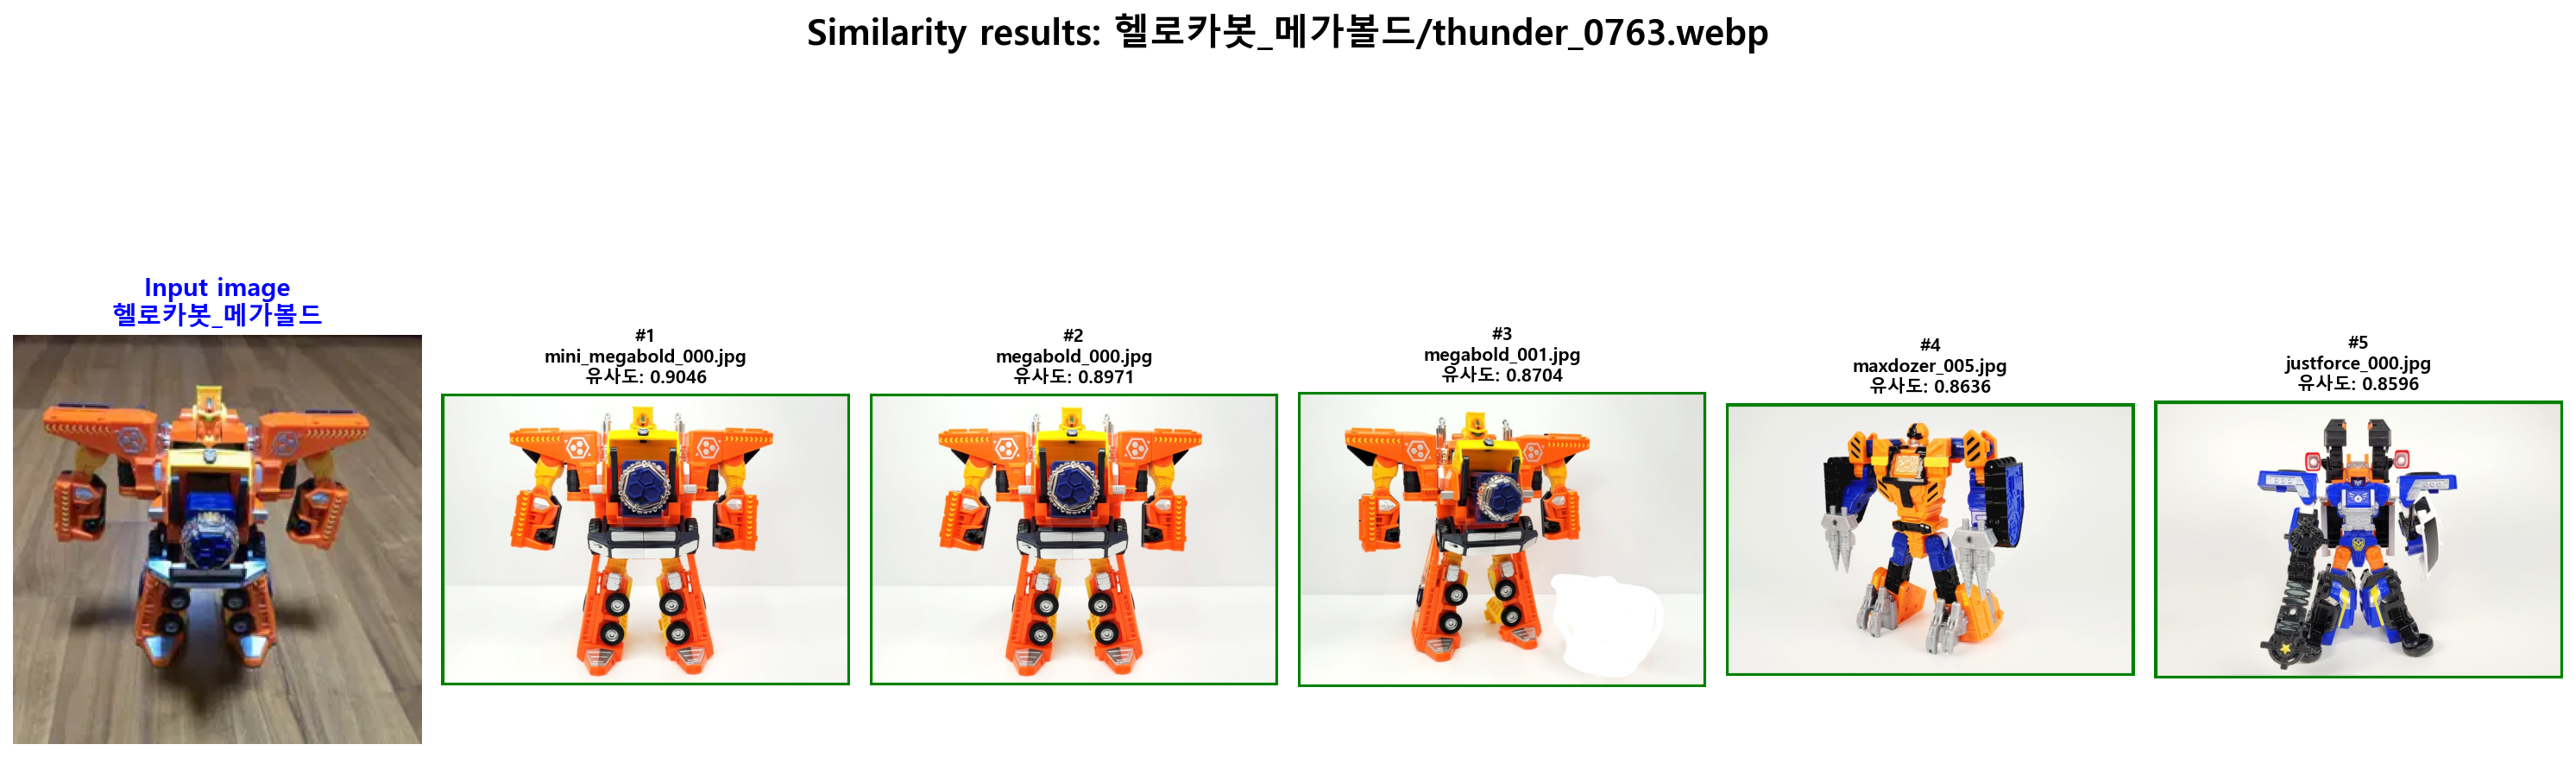 Similarity results: 헬로카봇_메가볼드/thunder_0763.webp
Input image
헬로카봇_메가볼드
#1
mini_megabold_000.jpg
유사도: 0.9046
#2
megabold_000.jpg
유사도: 0.8971
#3
megabold_001.jpg
유사도: 0.8704
#4
maxdozer_005.jpg
유사도: 0.8636
#5
justforce_000.jpg
유사도: 0.8596